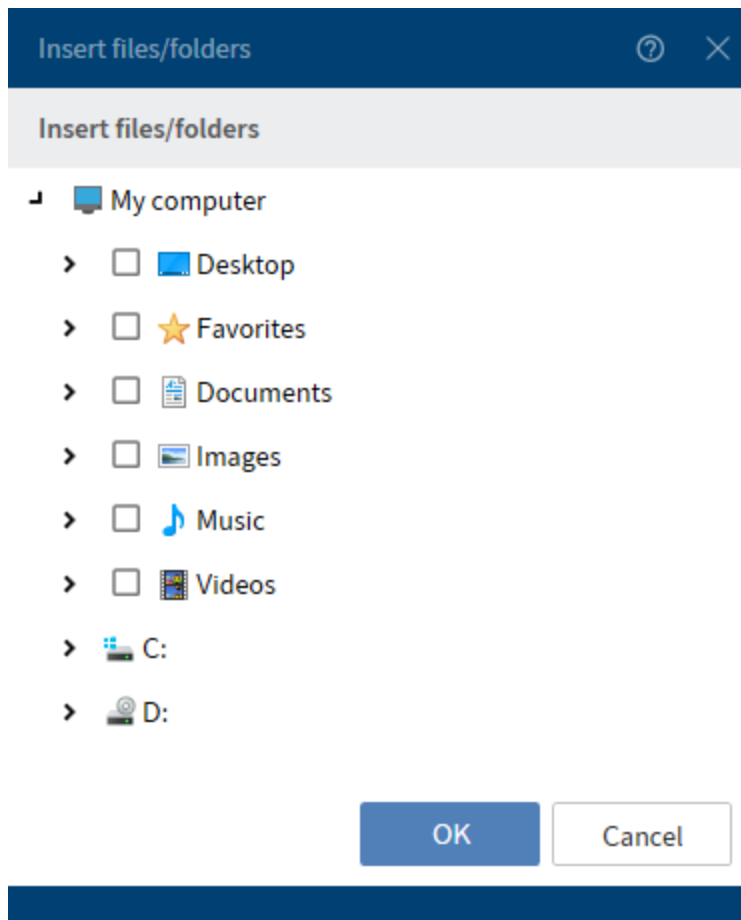 Insert files/folders
Insert files/folders
My computer
Desktop
Favorites
Documents
Images
Music
Videos
C:
D:
OK
Cancel